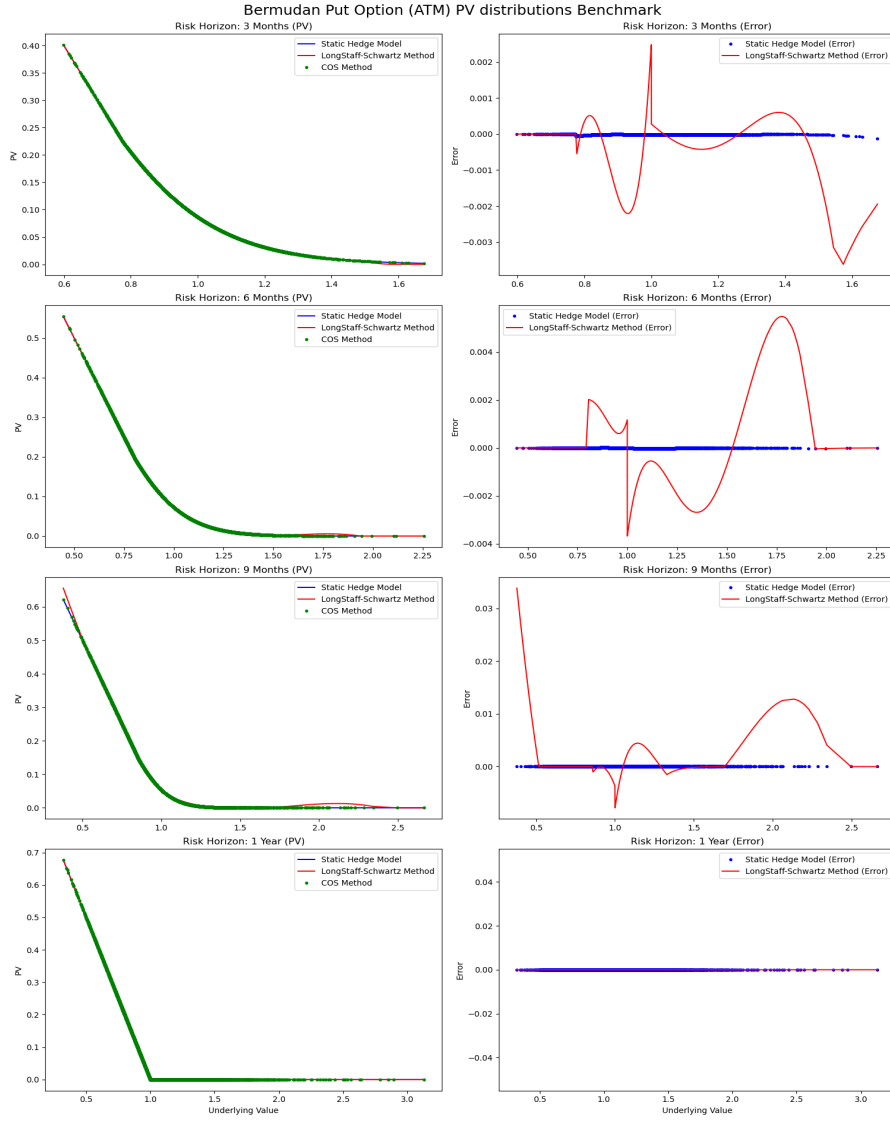 Bermudan Put Option (ATM) PV distributions Benchmark
Risk Horizon: 3 Months (PV)
PV
0.40
0.35
0.30
0.25
0.20
0.15
0.10
0.05
0.00
0.6
0.8
1.0
1.2
1.4
1.6
Static Hedge Model
LongStaff-Schwartz Method
COS Method
Risk Horizon: 3 Months (Error)
Error
0.002
0.001
0.000
−0.001
−0.002
−0.003
0.6
0.8
1.0
1.2
1.4
1.6
Static Hedge Model (Error)
LongStaff-Schwartz Method (Error)
Risk Horizon: 6 Months (PV)
PV
0.5
0.4
0.3
0.2
0.1
0.0
0.50
0.75
1.00
1.25
1.50
1.75
2.00
2.25
Static Hedge Model
LongStaff-Schwartz Method
COS Method
Risk Horizon: 6 Months (Error)
Error
0.004
0.002
0.000
−0.002
−0.004
0.50
0.75
1.00
1.25
1.50
1.75
2.00
2.25
Static Hedge Model (Error)
LongStaff-Schwartz Method (Error)
Risk Horizon: 9 Months (PV)
PV
0.6
0.5
0.4
0.3
0.2
0.1
0.0
0.5
1.0
1.5
2.0
2.5
Static Hedge Model
LongStaff-Schwartz Method
COS Method
Risk Horizon: 9 Months (Error)
Error
0.03
0.02
0.01
0.00
0.5
1.0
1.5
2.0
2.5
Static Hedge Model (Error)
LongStaff-Schwartz Method (Error)
Risk Horizon: 1 Year (PV)
PV
0.7
0.6
0.5
0.4
0.3
0.2
0.1
0.0
0.5
1.0
1.5
2.0
2.5
3.0
Underlying Value
Static Hedge Model
LongStaff-Schwartz Method
COS Method
Risk Horizon: 1 Year (Error)
Error
0.04
0.02
0.00
−0.02
−0.04
0.5
1.0
1.5
2.0
2.5
3.0
Underlying Value
Static Hedge Model (Error)
LongStaff-Schwartz Method (Error)